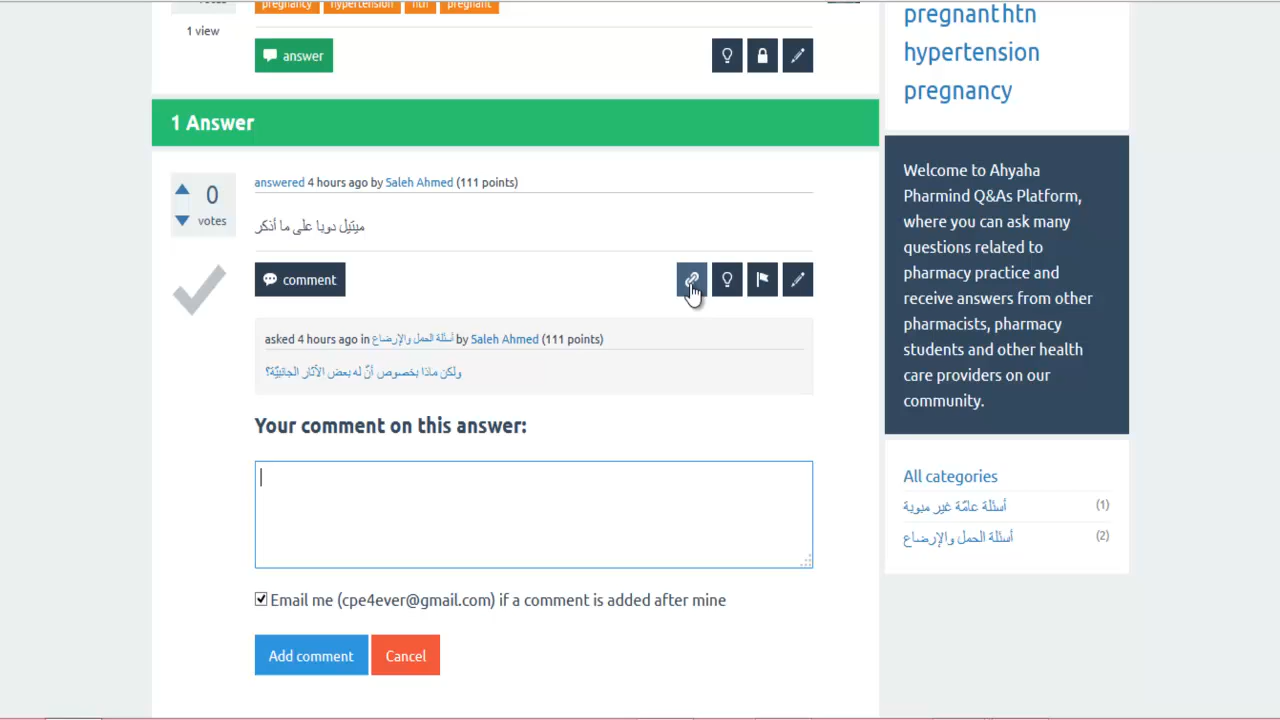 votes
pregnancy hypertension htn pregnant
1 view
answer
1 Answer
0
votes
answered 4 hours ago by Saleh Ahmed (111 points)
ميثيل دوبا على ما أذكر
comment
asked 4 hours ago in أسئلة الحمل والإرضاع by Saleh Ahmed (111 points)
ولكن ماذا بخصوص أنّ له بعض الآثار الجانبيّة؟
Your comment on this answer:
Email me (cpe4ever@gmail.com) if a comment is added after mine
Add comment Cancel
pregnant htn
hypertension
pregnancy
Welcome to Ahyaha
Pharmind Q&As Platform,
where you can ask many
questions related to
pharmacy practice and
receive answers from other
pharmacists, pharmacy
students and other health
care providers on our
community.
All categories
أسئلة عامّة غير مبوبة (1)
أسئلة الحمل والإرضاع (2)